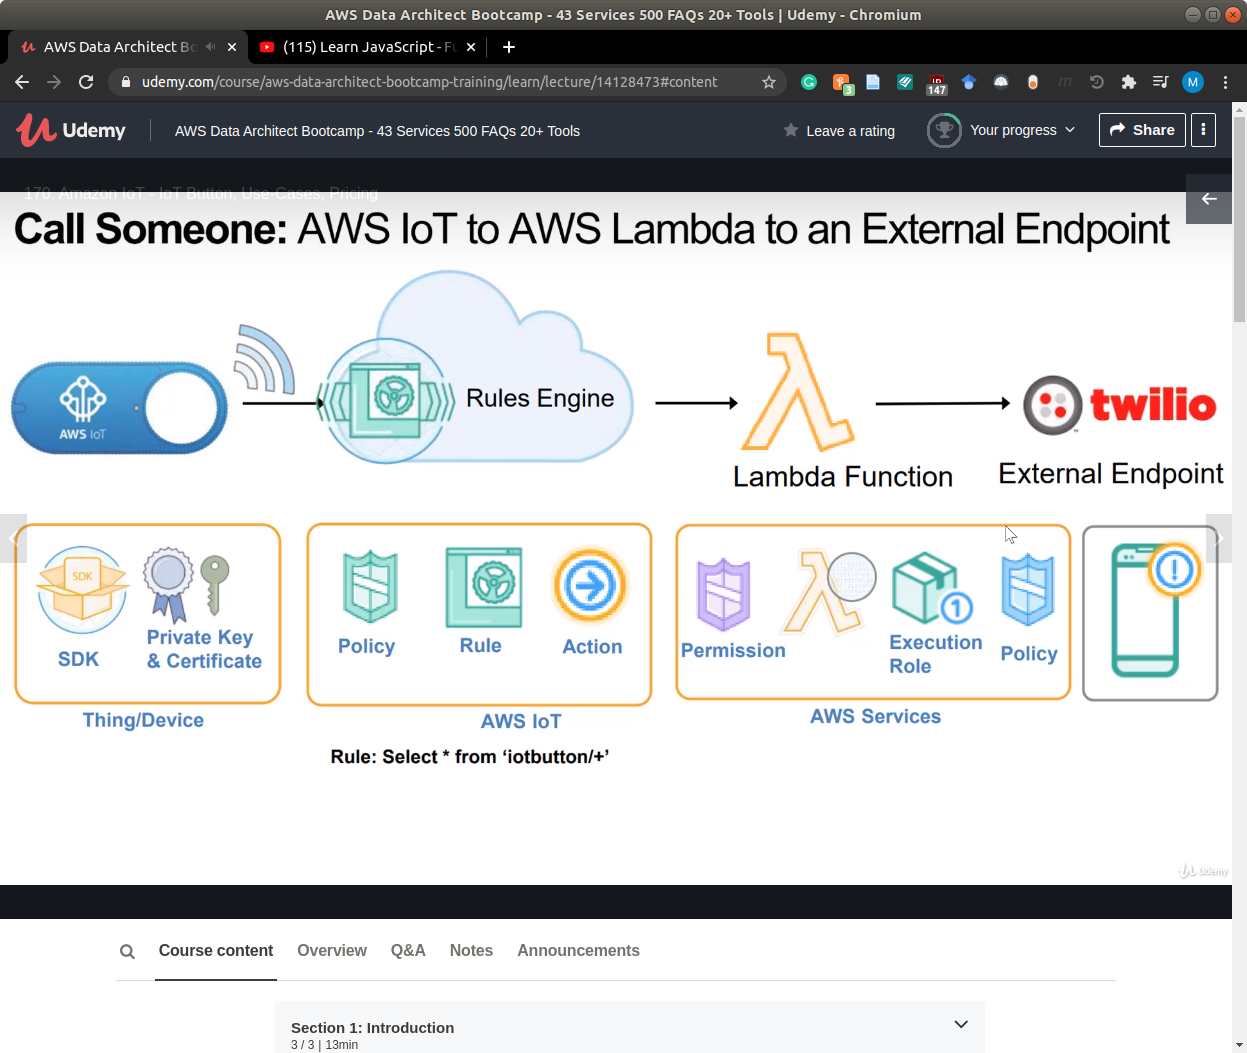 AWS Data Architect Bootcamp - 43 Services 500 FAQs 20+ Tools | Udemy - Chromium
AWS Data Architect Bo
(115) Learn JavaScript - Fu
udemy.com/course/aws-data-architect-bootcamp-training/learn/lecture/14128473#content
3
147
M
Udemy
AWS Data Architect Bootcamp - 43 Services 500 FAQs 20+ Tools
Leave a rating
Your progress
Share
170. Amazon IoT - IoT Button, Use-Cases, Pricing
Call Someone: AWS IoT to AWS Lambda to an External Endpoint
AWS IoT
Rules Engine
Lambda Function
twilio
External Endpoint
SDK
SDK
Private Key
& Certificate
Thing/Device
Policy
Rule
Action
AWS IoT
Rule: Select * from ‘iotbutton/+’
Permission
1
Execution
Role
Policy
AWS Services
Udemy
Course content
Overview
Q&A
Notes
Announcements
Section 1: Introduction
3 / 3 | 13min